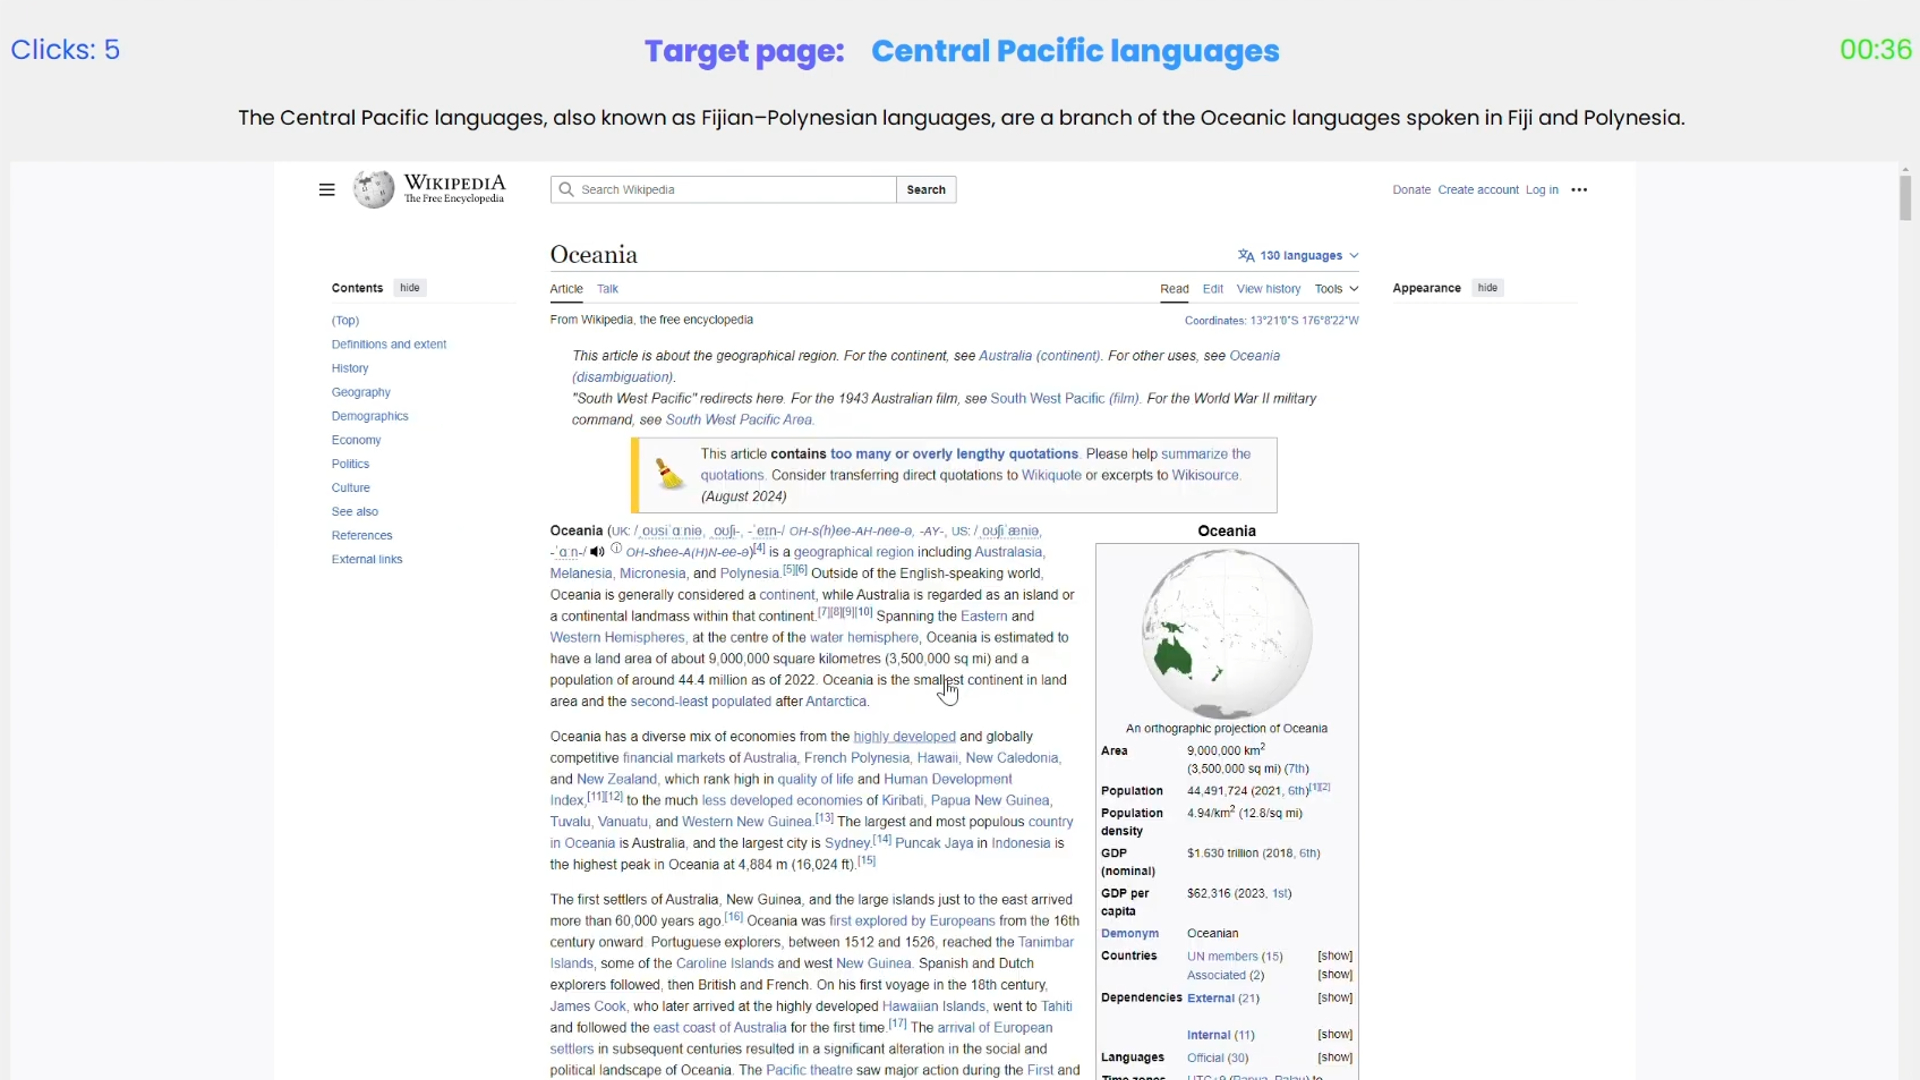 Clicks: 5
Target page: Central Pacific languages
00:36
The Central Pacific languages, also known as Fijian–Polynesian languages, are a branch of the Oceanic languages spoken in Fiji and Polynesia.
WIKIPEDIA
The Free Encyclopedia
Search Wikipedia
Search
Donate Create account Log in
Oceania
130 languages
Contents hide
Article Talk
Read Edit View history Tools
Appearance hide
(Top)
Definitions and extent
History
Geography
Demographics
Economy
Politics
Culture
See also
References
External links
From Wikipedia, the free encyclopedia
Coordinates: 13°21′0″S 176°8′22″W
This article is about the geographical region. For the continent, see Australia (continent). For other uses, see Oceania
(disambiguation).
"South West Pacific" redirects here. For the 1943 Australian film, see South West Pacific (film). For the World War II military
command, see South West Pacific Area.
This article contains too many or overly lengthy quotations. Please help summarize the
quotations. Consider transferring direct quotations to Wikiquote or excerpts to Wikisource.
(August 2024)
Oceania (UK: /ˌoʊsiˈɑːniə, ˌoʊʃi-, -ˈeɪn-/ OH-s(h)ee-AH-nee-ə, -AY-, US: /ˌoʊʃiˈæniə,
-ˈɑːn-/ OH-shee-A(H)N-ee-ə)[4] is a geographical region including Australasia,
Melanesia, Micronesia, and Polynesia.[5][6] Outside of the English-speaking world,
Oceania is generally considered a continent, while Australia is regarded as an island or
a continental landmass within that continent.[7][8][9][10] Spanning the Eastern and
Western Hemispheres, at the centre of the water hemisphere, Oceania is estimated to
have a land area of about 9,000,000 square kilometres (3,500,000 sq mi) and a
population of around 44.4 million as of 2022. Oceania is the smallest continent in land
area and the second-least populated after Antarctica.
Oceania has a diverse mix of economies from the highly developed and globally
competitive financial markets of Australia, French Polynesia, Hawaii, New Caledonia,
and New Zealand, which rank high in quality of life and Human Development
Index,[11][12] to the much less developed economies of Kiribati, Papua New Guinea,
Tuvalu, Vanuatu, and Western New Guinea.[13] The largest and most populous country
in Oceania is Australia, and the largest city is Sydney.[14] Puncak Jaya in Indonesia is
the highest peak in Oceania at 4,884 m (16,024 ft).[15]
The first settlers of Australia, New Guinea, and the large islands just to the east arrived
more than 60,000 years ago.[16] Oceania was first explored by Europeans from the 16th
century onward. Portuguese explorers, between 1512 and 1526, reached the Tanimbar
Islands, some of the Caroline Islands and west New Guinea. Spanish and Dutch
explorers followed, then British and French. On his first voyage in the 18th century,
James Cook, who later arrived at the highly developed Hawaiian Islands, went to Tahiti
and followed the east coast of Australia for the first time.[17] The arrival of European
settlers in subsequent centuries resulted in a significant alteration in the social and
political landscape of Oceania. The Pacific theatre saw major action during the First and
Oceania
An orthographic projection of Oceania
Area 9,000,000 km2
(3,500,000 sq mi) (7th)
Population 44,491,724 (2021, 6th)[1][2]
Population density 4.94/km2 (12.8/sq mi)
GDP (nominal) $1.630 trillion (2018, 6th)
GDP per capita $62,316 (2023, 1st)
Demonym Oceanian
Countries UN members (15) [show]
Associated (2) [show]
Dependencies External (21) [show]
Internal (11) [show]
Languages Official (30) [show]